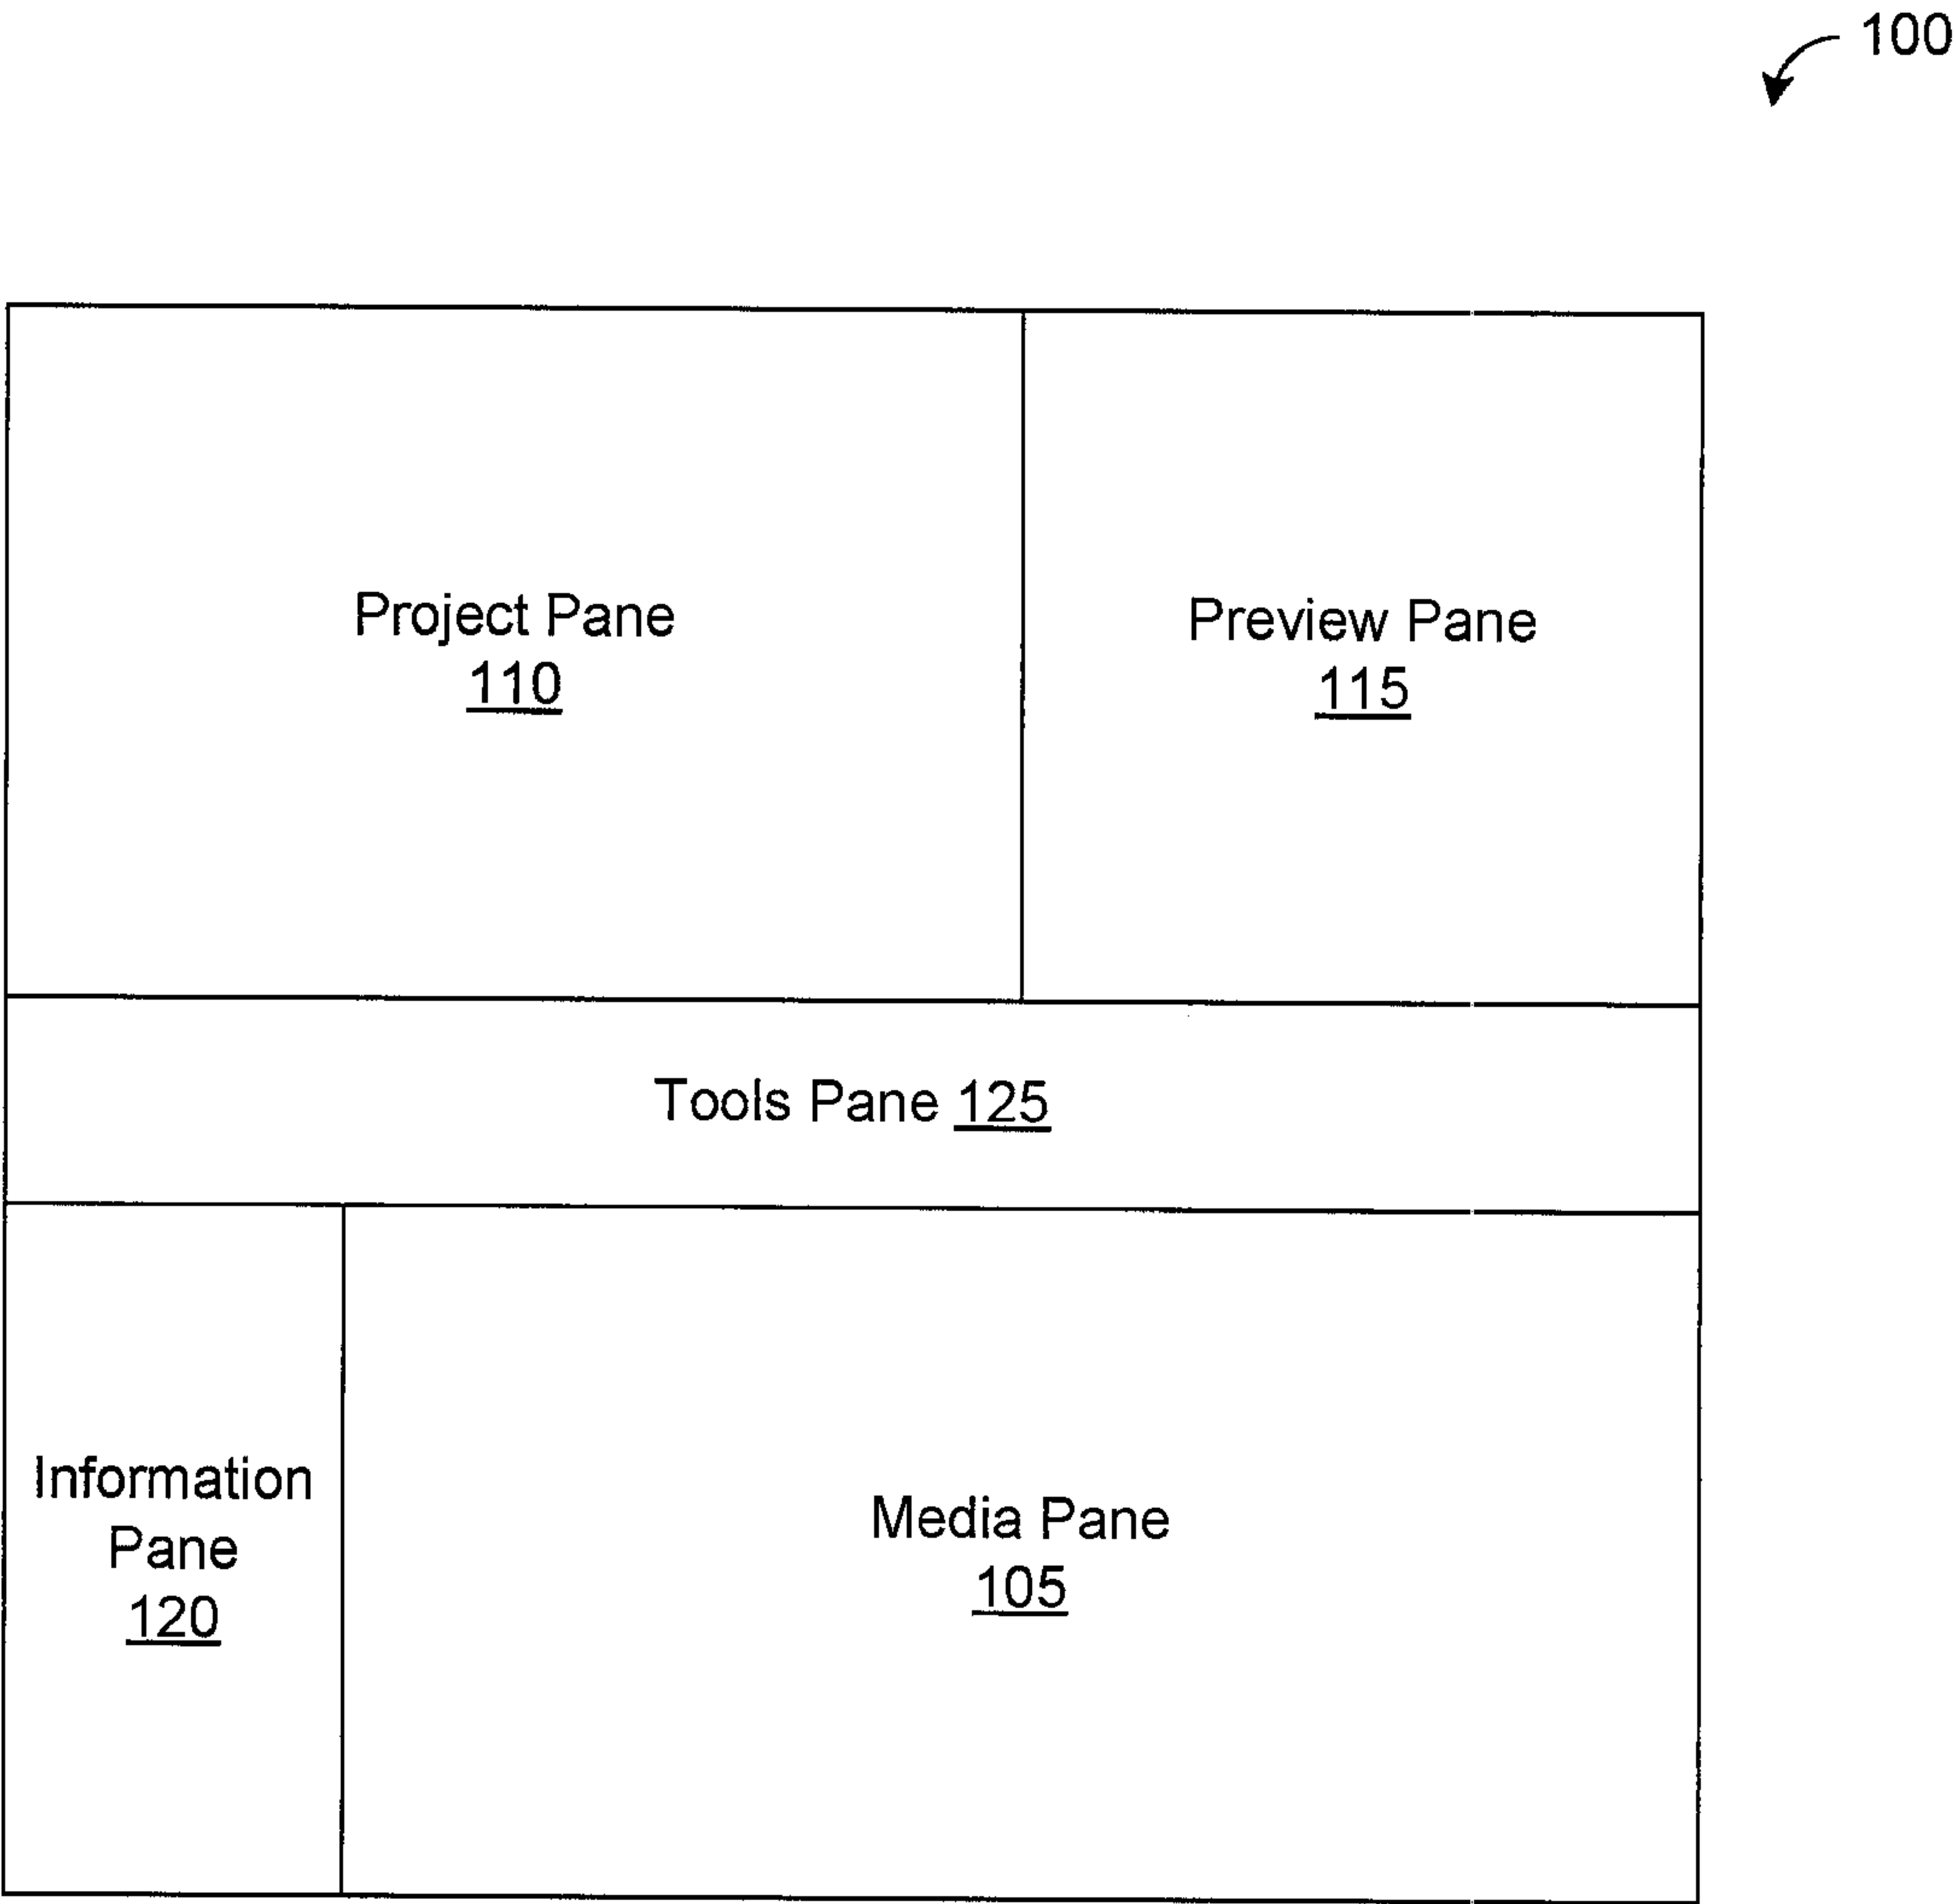 100
Project Pane
110
Preview Pane
115
Tools Pane 125
Information
Pane
120
Media Pane
105